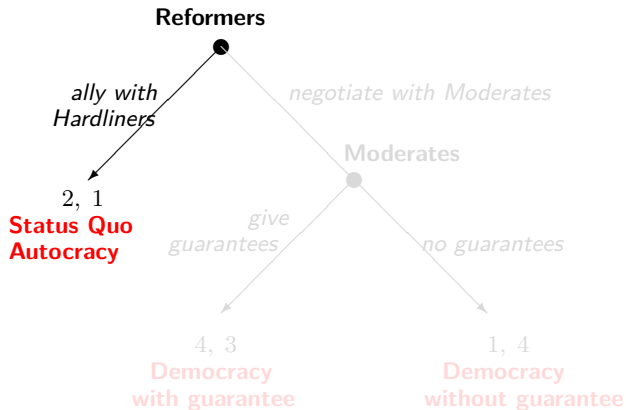 Reformers
ally with
Hardliners
negotiate with Moderates
Moderates
2, 1
Status Quo
Autocracy
give
guarantees
no guarantees
4, 3
Democracy
with guarantee
1, 4
Democracy
without guarantee